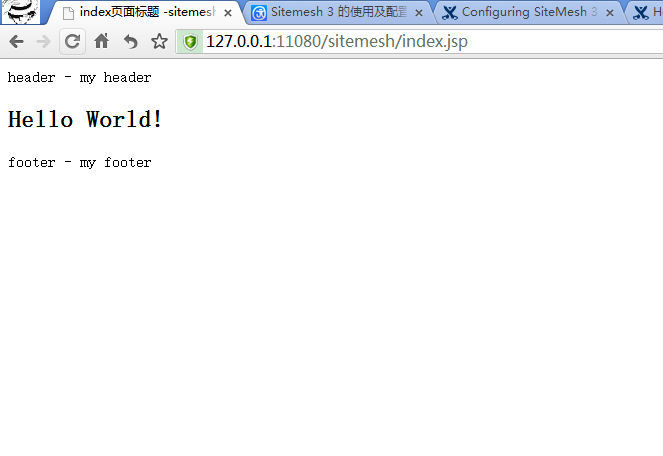 index页面标题 -sitemesh
Sitemesh 3 的使用及配置
Configuring SiteMesh 3
H
127.0.0.1:11080/sitemesh/index.jsp
header - my header
Hello World!
footer - my footer